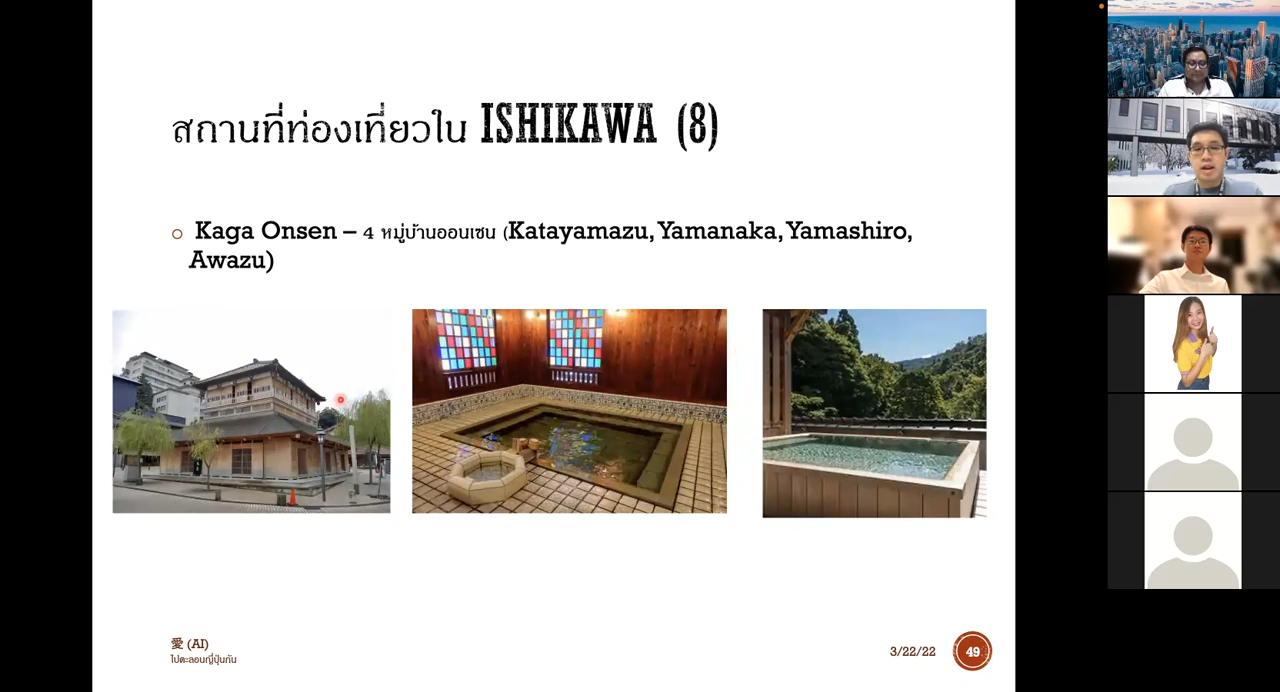 สถานที่ท่องเที่ยวใน ISHIKAWA (8)
Kaga Onsen – 4 หมู่บ้านออนเซน (Katayamazu, Yamanaka, Yamashiro,
Awazu)
愛 (AI)
ไปตะลอนญี่ปุ่นกัน
3/22/22
49